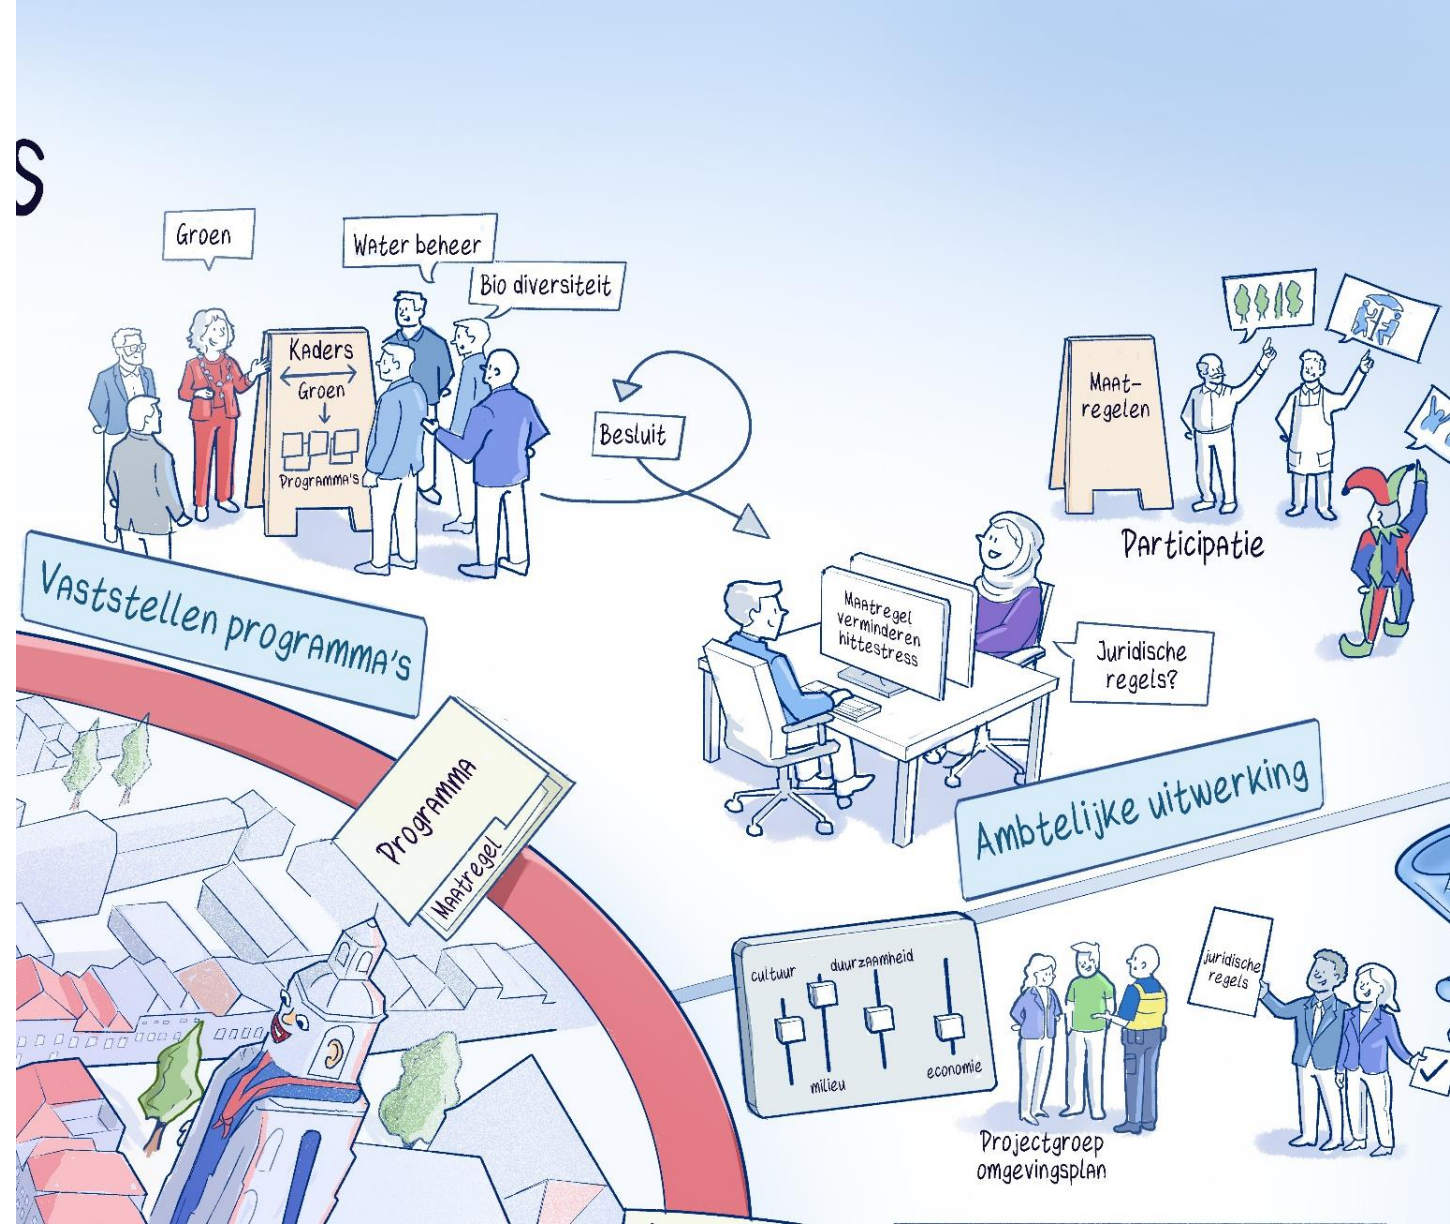 s
Groen
Water beheer
Bio diversiteit
Kaders
Groen
Programma's
Besluit
Maat-
regelen
Participatie
Vaststellen programma's
Maatregel
verminderen
hittestress
Juridische
regels?
Programma
Maatregel
Ambtelijke uitwerking
cultuur
duurzaamheid
milieu
economie
juridische
regels
Projectgroep
omgevingsplan